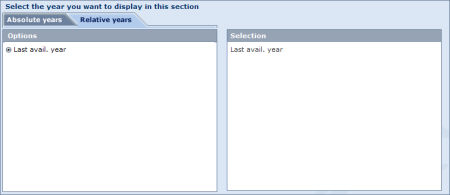 Select the year you want to display in this section
Absolute years Relative years
Options Selection
Last avail. year Last avail. year